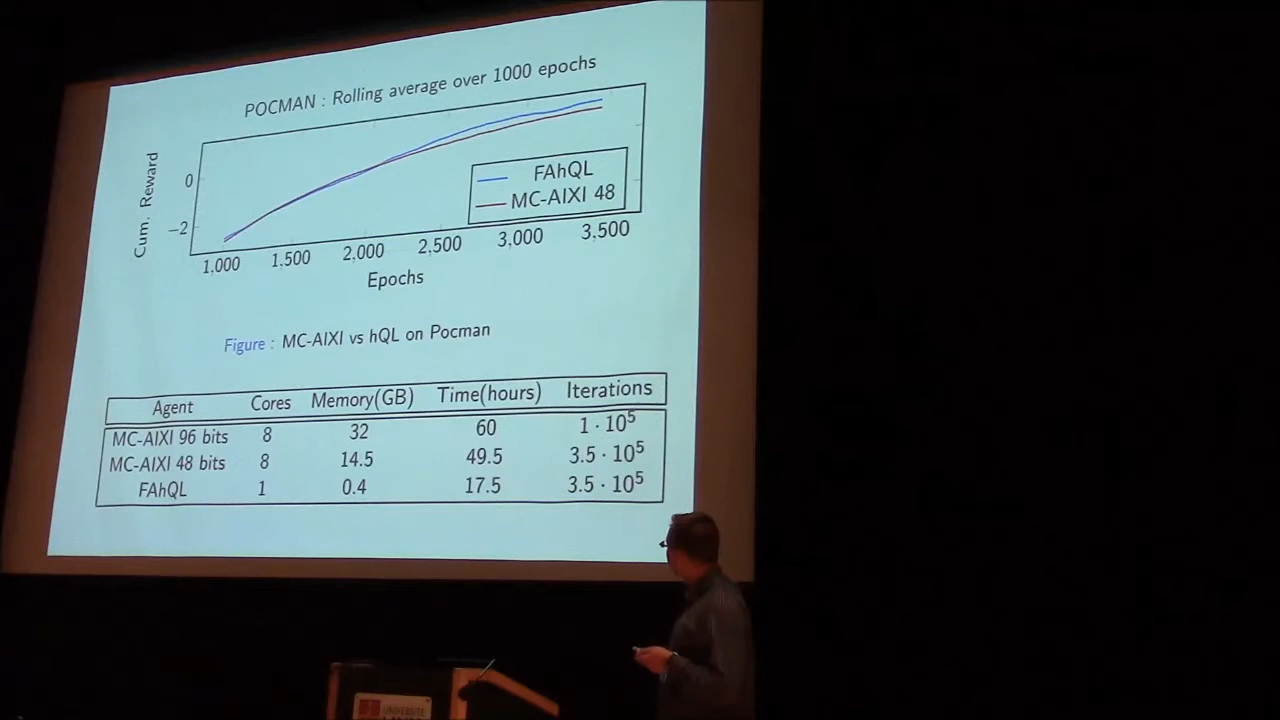 POCMAN : Rolling average over 1000 epochs
Cum. Reward
0
−2
FAhQL
MC-AIXI 48
1,000 1,500 2,000 2,500 3,000 3,500
Epochs
Figure : MC-AIXI vs hQL on Pocman
Agent Cores Memory(GB) Time(hours) Iterations
MC-AIXI 96 bits 8 32 60 1 · 10⁵
MC-AIXI 48 bits 8 14.5 49.5 3.5 · 10⁵
FAhQL 1 0.4 17.5 3.5 · 10⁵
UNIVERSITÉ